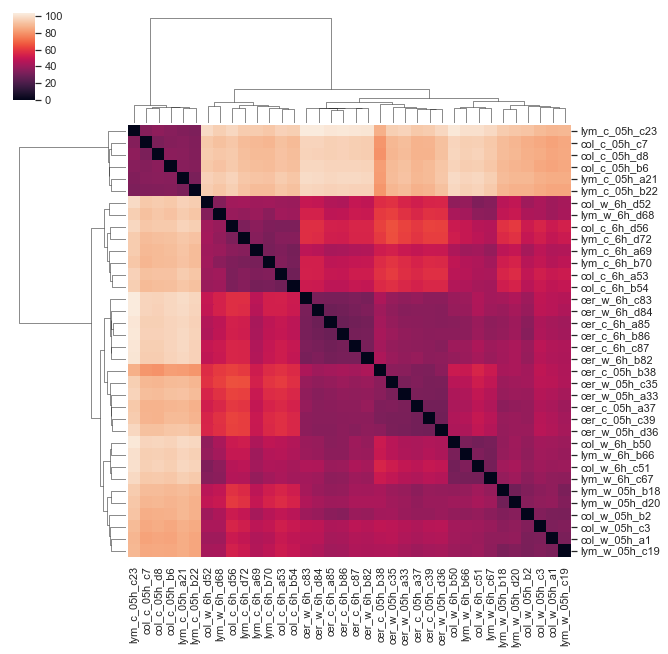 100
80
60
40
20
0
lym_c_05h_c23
col_c_05h_c7
col_c_05h_d8
col_c_05h_b6
lym_c_05h_a21
lym_c_05h_b22
col_w_6h_d52
lym_w_6h_d68
col_c_6h_d56
lym_c_6h_d72
lym_c_6h_a69
lym_c_6h_b70
col_c_6h_a53
col_c_6h_b54
cer_w_6h_c83
cer_w_6h_d84
cer_c_6h_a85
cer_c_6h_b86
cer_c_6h_c87
cer_w_6h_b82
cer_c_05h_b38
cer_w_05h_c35
cer_w_05h_a33
cer_c_05h_a37
cer_c_05h_c39
cer_w_05h_d36
col_w_6h_b50
lym_w_6h_b66
col_w_6h_c51
lym_w_6h_c67
lym_w_05h_b18
lym_w_05h_d20
col_w_05h_b2
col_w_05h_c3
col_w_05h_a1
lym_w_05h_c19
lym_c_05h_c23
col_c_05h_c7
col_c_05h_d8
col_c_05h_b6
lym_c_05h_a21
lym_c_05h_b22
col_w_6h_d52
lym_w_6h_d68
col_c_6h_d56
lym_c_6h_d72
lym_c_6h_a69
lym_c_6h_b70
col_c_6h_a53
col_c_6h_b54
cer_w_6h_c83
cer_w_6h_d84
cer_c_6h_a85
cer_c_6h_b86
cer_c_6h_c87
cer_w_6h_b82
cer_c_05h_b38
cer_w_05h_c35
cer_w_05h_a33
cer_c_05h_a37
cer_c_05h_c39
cer_w_05h_d36
col_w_6h_b50
lym_w_6h_b66
col_w_6h_c51
lym_w_6h_c67
lym_w_05h_b18
lym_w_05h_d20
col_w_05h_b2
col_w_05h_c3
col_w_05h_a1
lym_w_05h_c19